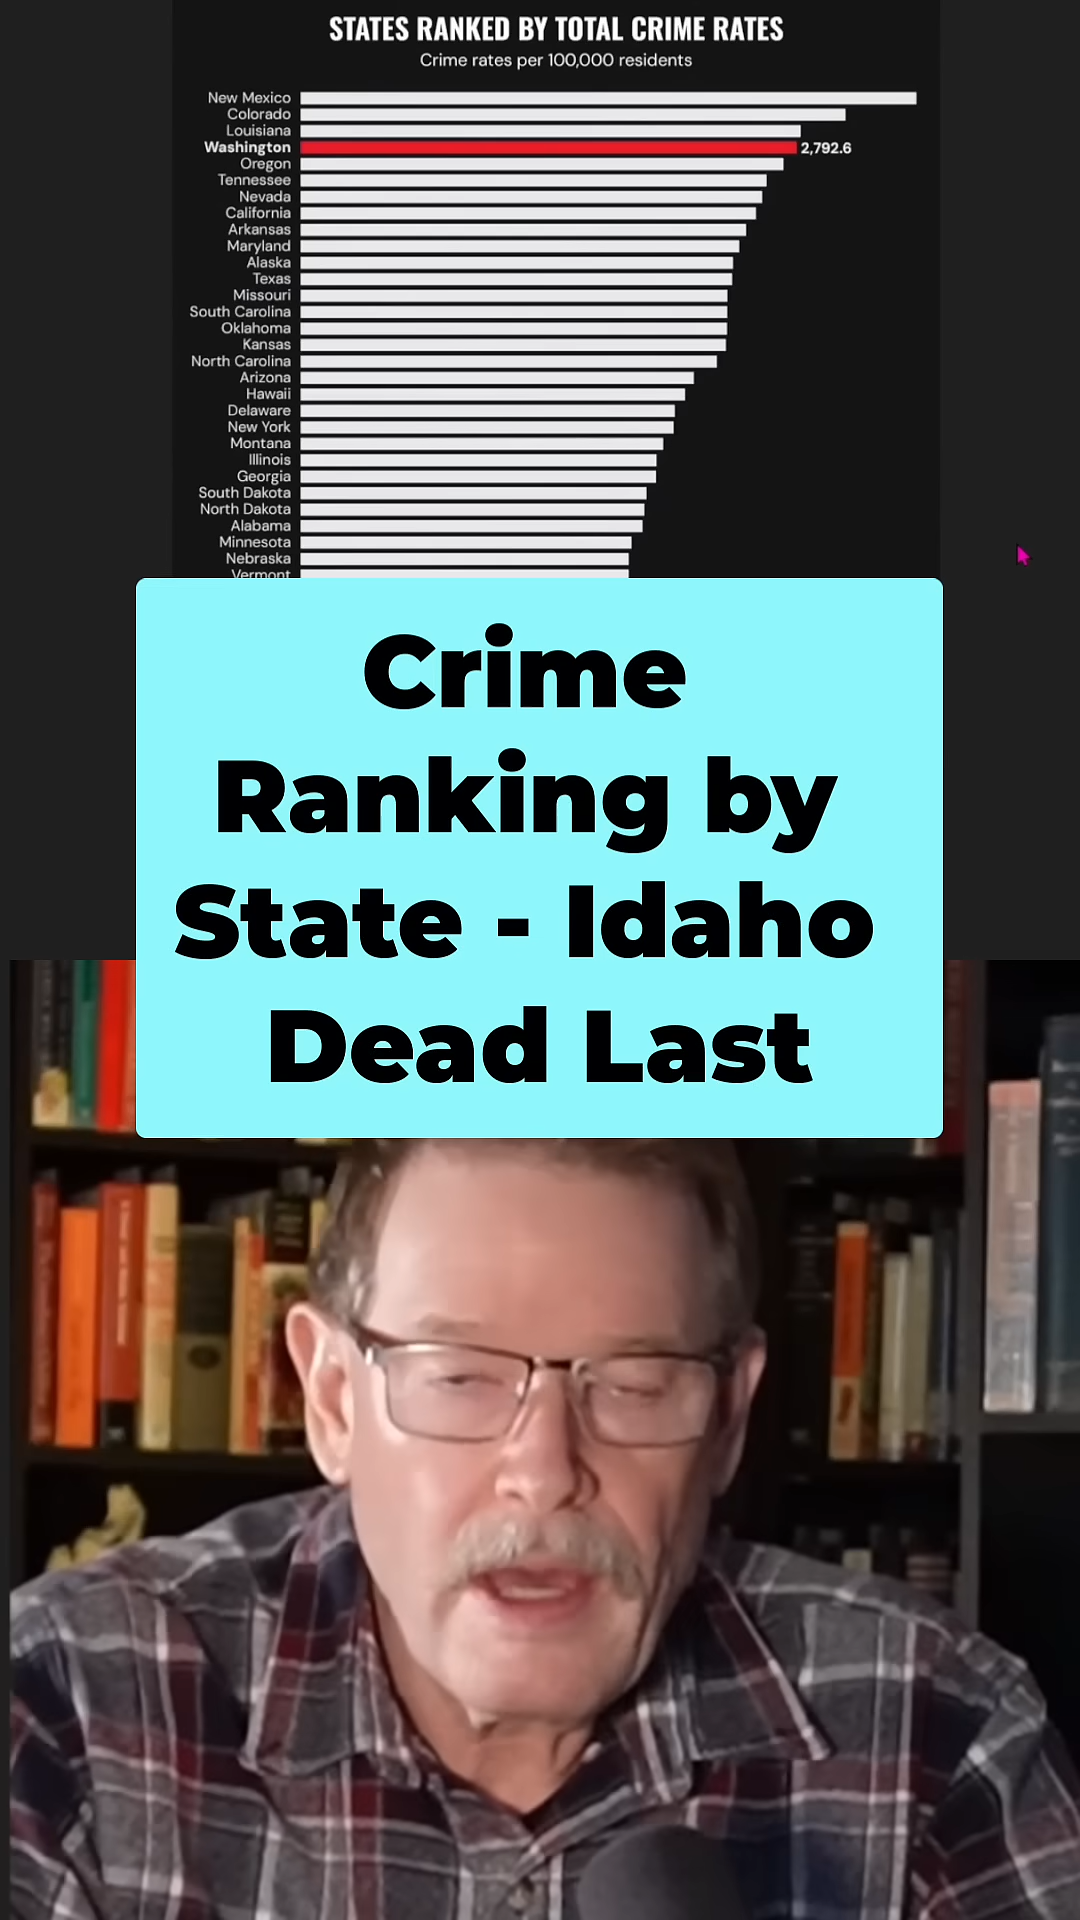 STATES RANKED BY TOTAL CRIME RATES
Crime rates per 100,000 residents
New Mexico
Colorado
Louisiana
Washington 2,792.6
Oregon
Tennessee
Nevada
California
Arkansas
Maryland
Alaska
Texas
Missouri
South Carolina
Oklahoma
Kansas
North Carolina
Arizona
Hawaii
Delaware
New York
Montana
Illinois
Georgia
South Dakota
North Dakota
Alabama
Minnesota
Nebraska
Vermont
Crime
Ranking by
State - Idaho
Dead Last